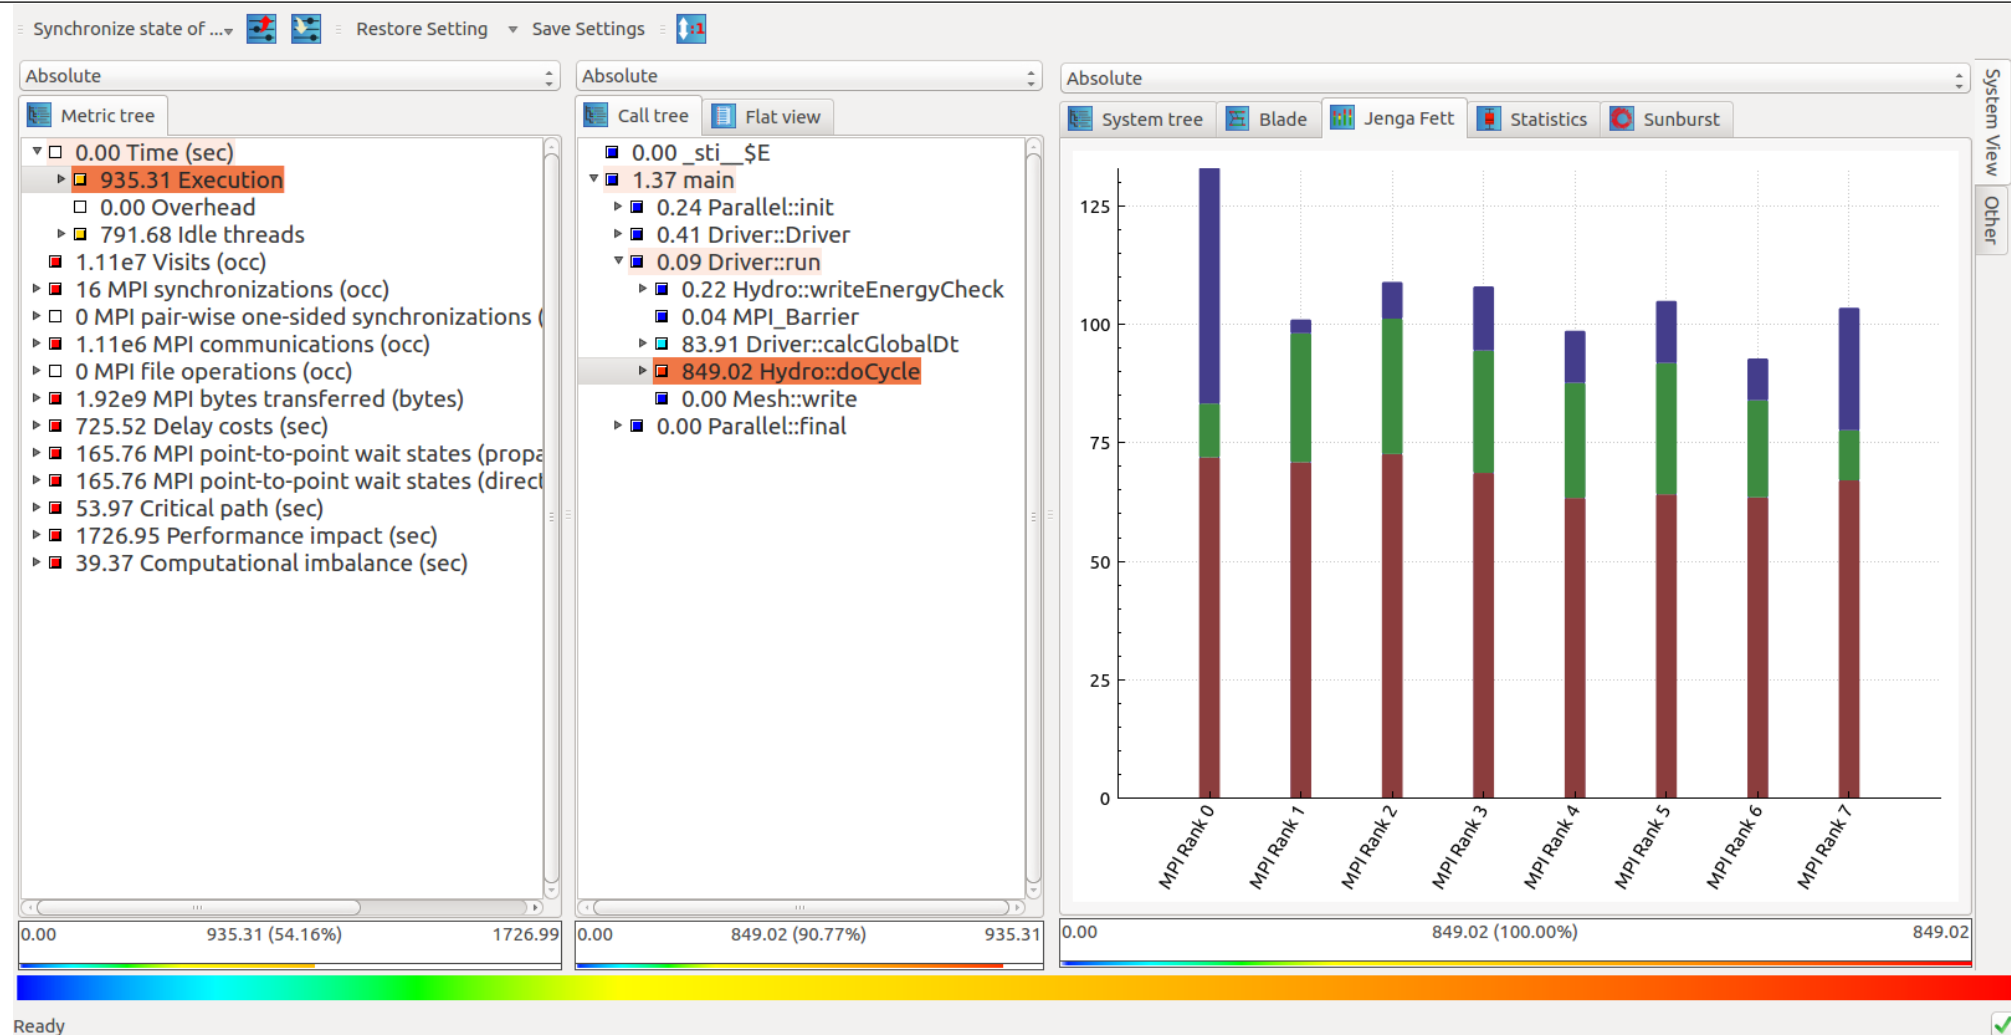 Synchronize state of ...
Restore Setting
Save Settings
Absolute
Metric tree
0.00 Time (sec)
935.31 Execution
0.00 Overhead
791.68 Idle threads
1.11e7 Visits (occ)
16 MPI synchronizations (occ)
0 MPI pair-wise one-sided synchronizations (
1.11e6 MPI communications (occ)
0 MPI file operations (occ)
1.92e9 MPI bytes transferred (bytes)
725.52 Delay costs (sec)
165.76 MPI point-to-point wait states (propa
165.76 MPI point-to-point wait states (direct
53.97 Critical path (sec)
1726.95 Performance impact (sec)
39.37 Computational imbalance (sec)
0.00 935.31 (54.16%) 1726.99
Absolute
Call tree Flat view
0.00 _sti__$E
1.37 main
0.24 Parallel::init
0.41 Driver::Driver
0.09 Driver::run
0.22 Hydro::writeEnergyCheck
0.04 MPI_Barrier
83.91 Driver::calcGlobalDt
849.02 Hydro::doCycle
0.00 Mesh::write
0.00 Parallel::final
0.00 849.02 (90.77%) 935.31
Absolute
System tree Blade Jenga Fett Statistics Sunburst
125
100
75
50
25
0
MPI Rank 0
MPI Rank 1
MPI Rank 2
MPI Rank 3
MPI Rank 4
MPI Rank 5
MPI Rank 6
MPI Rank 7
0.00 849.02 (100.00%) 849.02
System View
Other
Ready